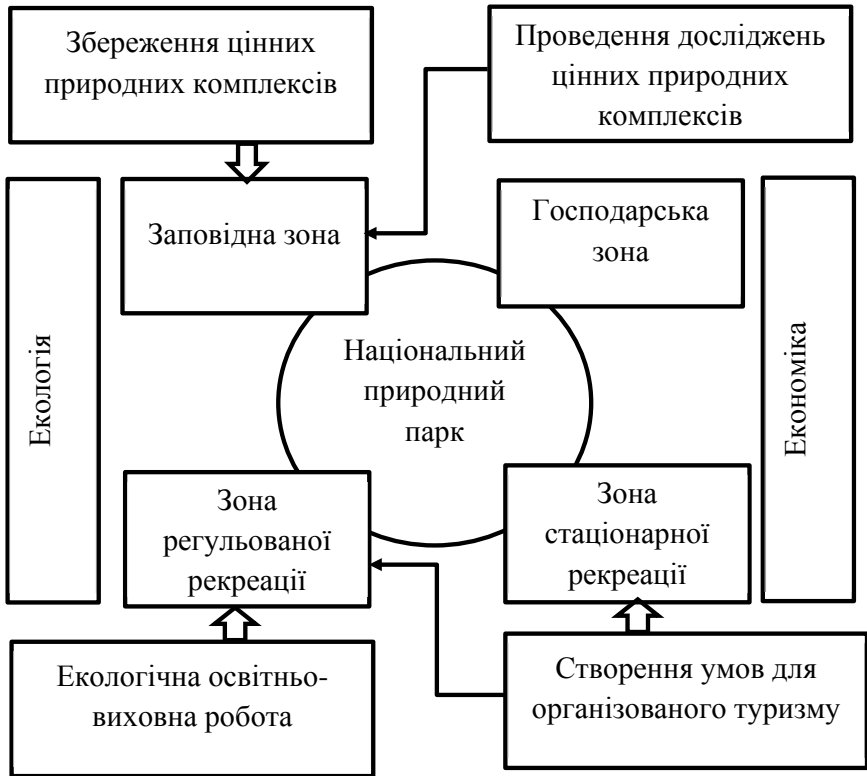 Збереження цінних
природних комплексів
Проведення досліджень
цінних природних
комплексів
Заповідна зона
Господарська
зона
Екологія
Національний
природний
парк
Економіка
Зона
регульованої
рекреації
Зона
стаціонарної
рекреації
Екологічна освітньо-
виховна робота
Створення умов для
організованого туризму